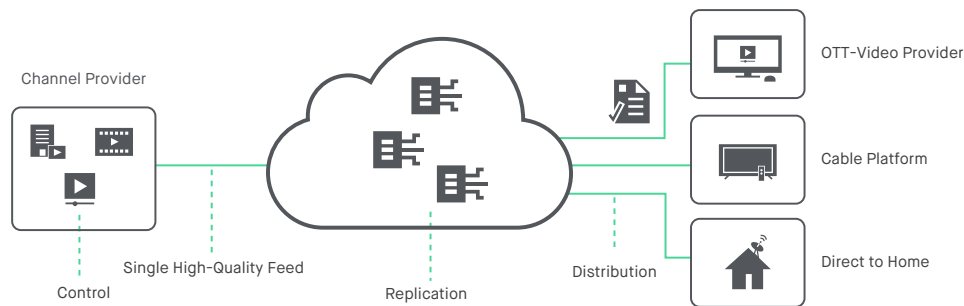 Channel Provider
OTT-Video Provider
Cable Platform
Direct to Home
Single High-Quality Feed
Distribution
Control
Replication